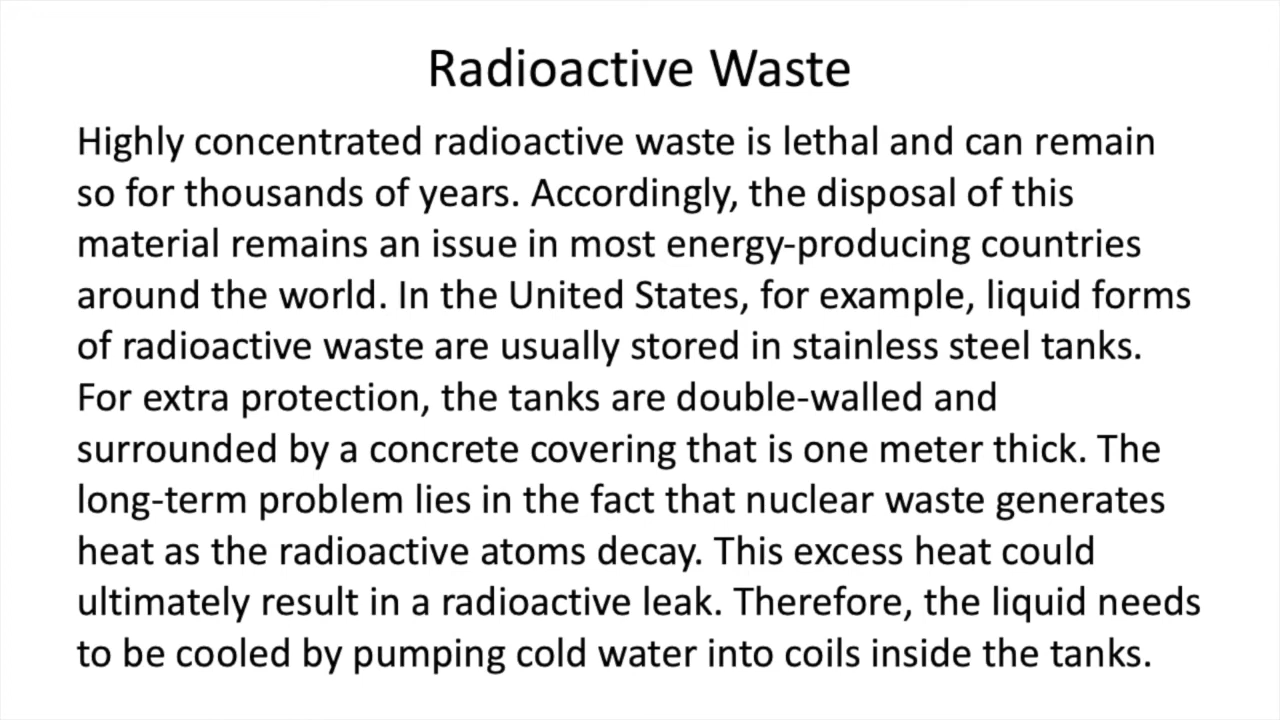 Radioactive Waste
Highly concentrated radioactive waste is lethal and can remain
so for thousands of years. Accordingly, the disposal of this
material remains an issue in most energy-producing countries
around the world. In the United States, for example, liquid forms
of radioactive waste are usually stored in stainless steel tanks.
For extra protection, the tanks are double-walled and
surrounded by a concrete covering that is one meter thick. The
long-term problem lies in the fact that nuclear waste generates
heat as the radioactive atoms decay. This excess heat could
ultimately result in a radioactive leak. Therefore, the liquid needs
to be cooled by pumping cold water into coils inside the tanks.